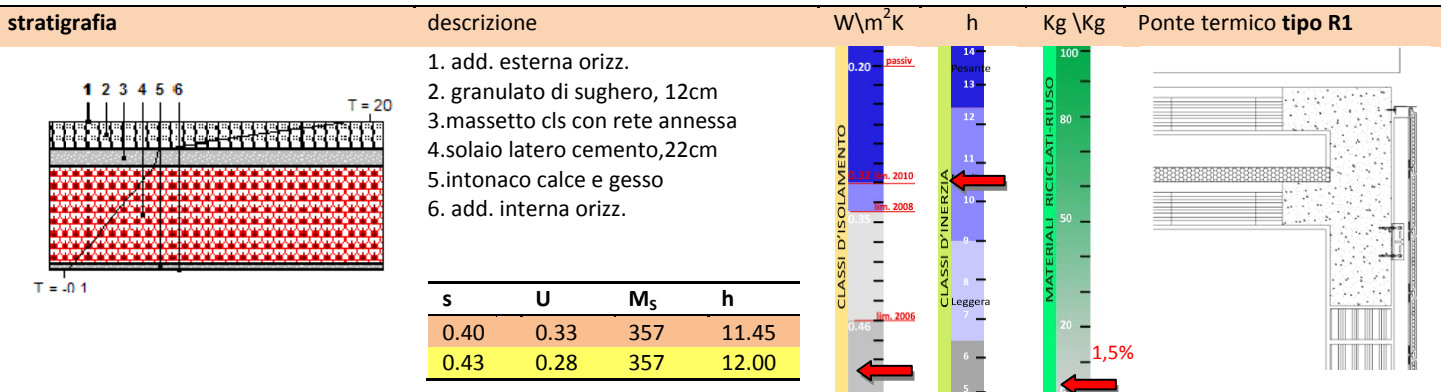 stratigrafia descrizione W\m²K h Kg \Kg Ponte termico tipo R1
1 2 3 4 5 6
T = 20
T = -0.1
1. add. esterna orizz.
2. granulato di sughero, 12cm
3.massetto cls con rete annessa
4.solaio latero cemento,22cm
5.intonaco calce e gesso
6. add. interna orizz.
s U Ms h
0.40 0.33 357 11.45
0.43 0.28 357 12.00
CLASSI D'ISOLAMENTO
0.20 passiv
0.32 lim. 2010
lim. 2008
0.35
lim. 2006
0.46
CLASSI D'INERZIA
14
Pesante
13
12
11
10
9
8
Leggera
7
6
5
MATERIALI RICICLATI-RIUSO
100
80
50
20
1,5%